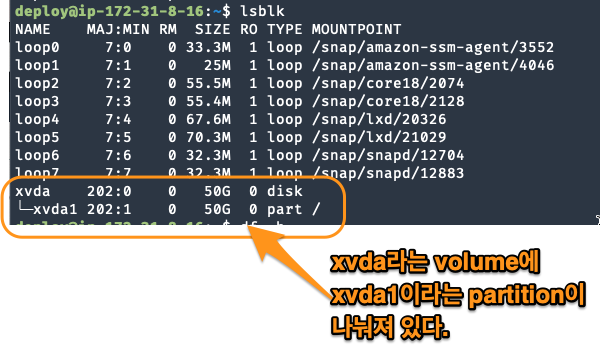 deploy@ip-172-31-8-16:~$ lsblk
NAME MAJ:MIN RM SIZE RO TYPE MOUNTPOINT
loop0 7:0 0 33.3M 1 loop /snap/amazon-ssm-agent/3552
loop1 7:1 0 25M 1 loop /snap/amazon-ssm-agent/4046
loop2 7:2 0 55.5M 1 loop /snap/core18/2074
loop3 7:3 0 55.4M 1 loop /snap/core18/2128
loop4 7:4 0 67.6M 1 loop /snap/lxd/20326
loop5 7:5 0 70.3M 1 loop /snap/lxd/21029
loop6 7:6 0 32.3M 1 loop /snap/snapd/12704
loop7 7:7 0 32.3M 1 loop /snap/snapd/12883
xvda 202:0 0 50G 0 disk
└─xvda1 202:1 0 50G 0 part /
deploy@ip-172-31-8-16:~$
xvda라는 volume에
xvda1이라는 partition이
나눠져 있다.